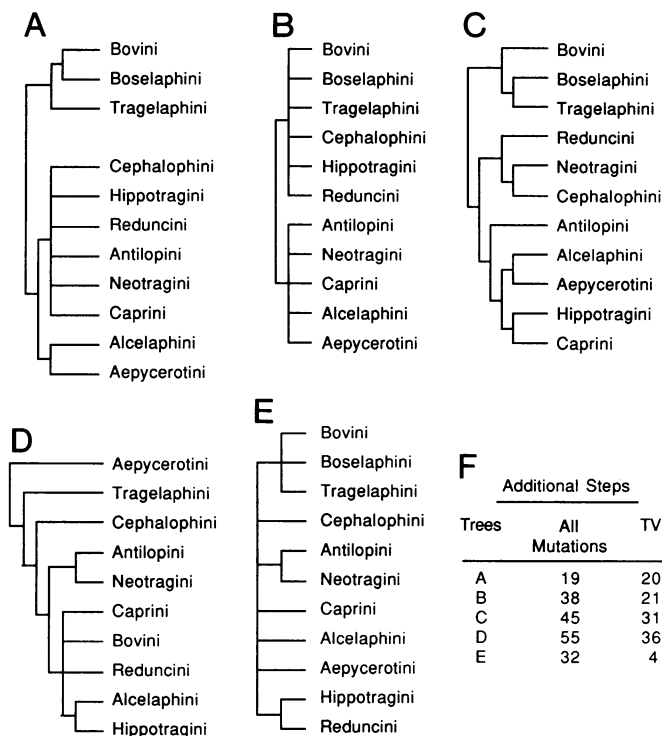 A
Bovini
Boselaphini
Tragelaphini
Cephalophini
Hippotragini
Reduncini
Antilopini
Neotragini
Caprini
Alcelaphini
Aepycerotini
B
Bovini
Boselaphini
Tragelaphini
Cephalophini
Hippotragini
Reduncini
Antilopini
Neotragini
Caprini
Alcelaphini
Aepycerotini
C
Bovini
Boselaphini
Tragelaphini
Reduncini
Neotragini
Cephalophini
Antilopini
Alcelaphini
Aepycerotini
Hippotragini
Caprini
D
Aepycerotini
Tragelaphini
Cephalophini
Antilopini
Neotragini
Caprini
Bovini
Reduncini
Alcelaphini
Hippotragini
E
Bovini
Boselaphini
Tragelaphini
Cephalophini
Antilopini
Neotragini
Caprini
Alcelaphini
Aepycerotini
Hippotragini
Reduncini
F
Additional Steps
Trees All TV
Mutations
A 19 20
B 38 21
C 45 31
D 55 36
E 32 4